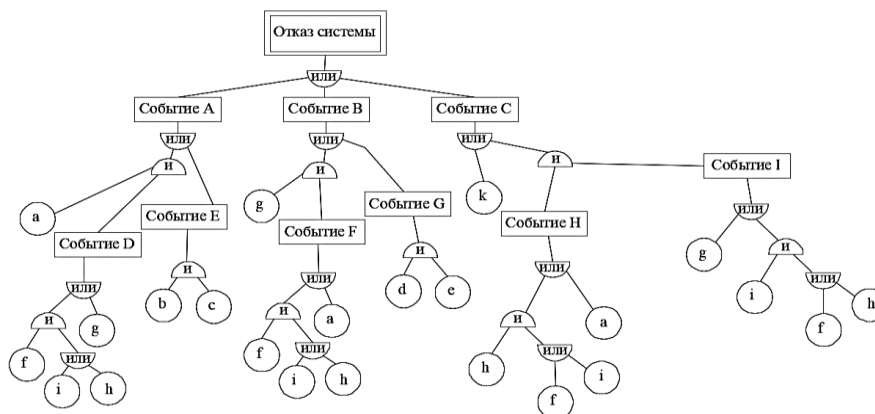 Отказ системы
или
Событие A Событие B Событие C
или или или
и и и Событие I
a g k
Событие E Событие G Событие H или
Событие D Событие F
и и или g и
или b c d e или i или
и g и a и a f h
f или f или h или
i h i h f i